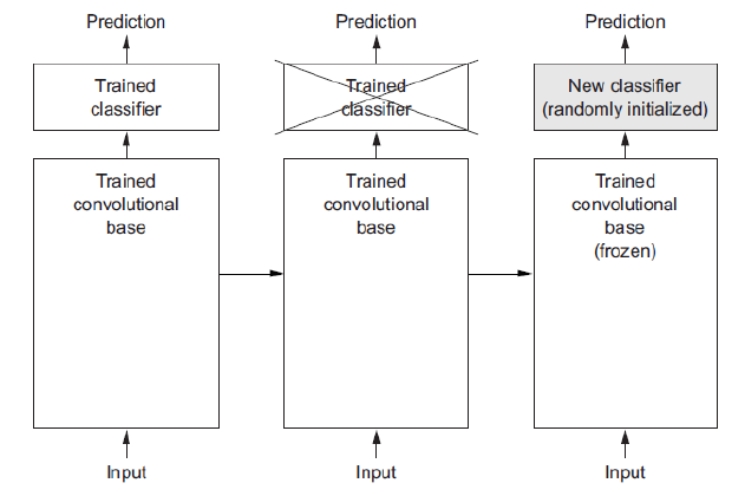 Prediction
Trained
classifier
Trained
convolutional
base
Input
Prediction
Trained
classifier
Trained
convolutional
base
Input
Prediction
New classifier
(randomly initialized)
Trained
convolutional
base
(frozen)
Input